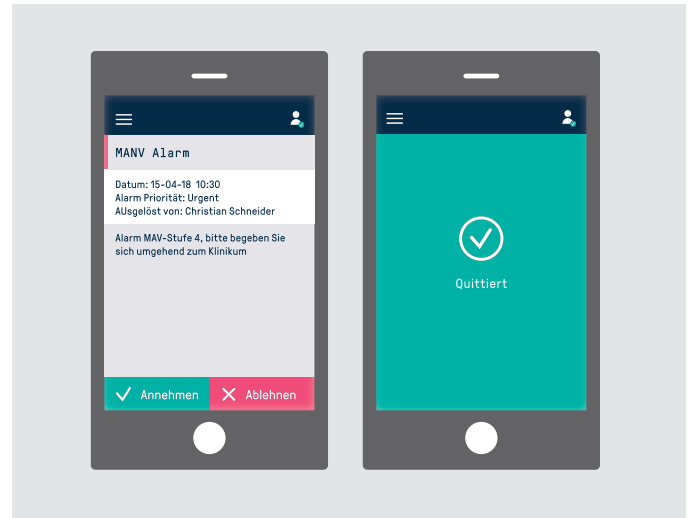 MANV Alarm
Datum: 15-04-18 10:30
Alarm Priorität: Urgent
AUsgelöst von: Christian Schneider
Alarm MAV-Stufe 4, bitte begeben Sie
sich umgehend zum Klinikum
Annehmen
Ablehnen
Quittiert